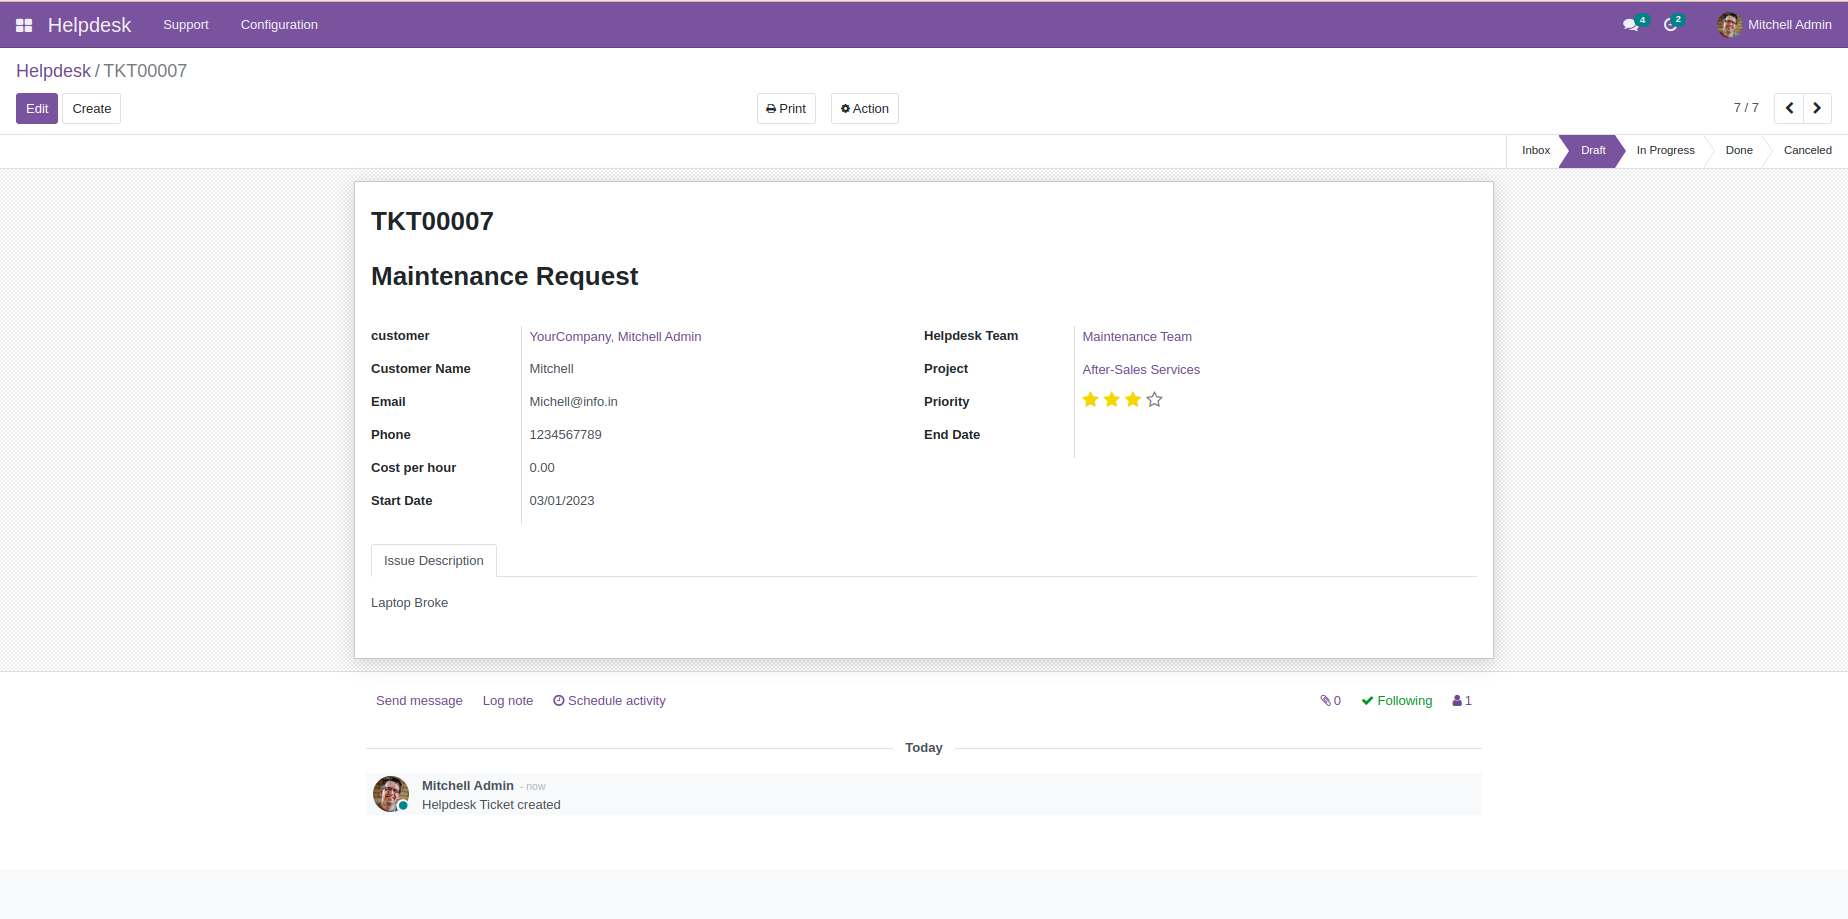 Helpdesk Support Configuration 4 2 Mitchell Admin
Helpdesk / TKT00007
Edit Create Print Action 7 / 7
Inbox Draft In Progress Done Canceled
TKT00007
Maintenance Request
customer YourCompany, Mitchell Admin Helpdesk Team Maintenance Team
Customer Name Mitchell Project After-Sales Services
Email Michell@info.in Priority
Phone 1234567789 End Date
Cost per hour 0.00
Start Date 03/01/2023
Issue Description
Laptop Broke
Send message Log note Schedule activity 0 Following 1
Today
Mitchell Admin - now
Helpdesk Ticket created